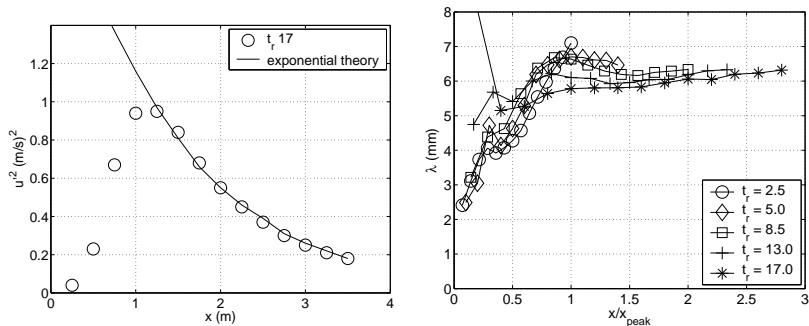 t_r 17
exponential theory
1.2
1
0.8
0.6
0.4
0.2
0
0 1 2 3 4
x (m)
u'² (m/s)²
8
7
6
5
4
3
2
1
0
0 0.5 1 1.5 2 2.5 3
x/x_peak
λ (mm)
t_r = 2.5
t_r = 5.0
t_r = 8.5
t_r = 13.0
t_r = 17.0